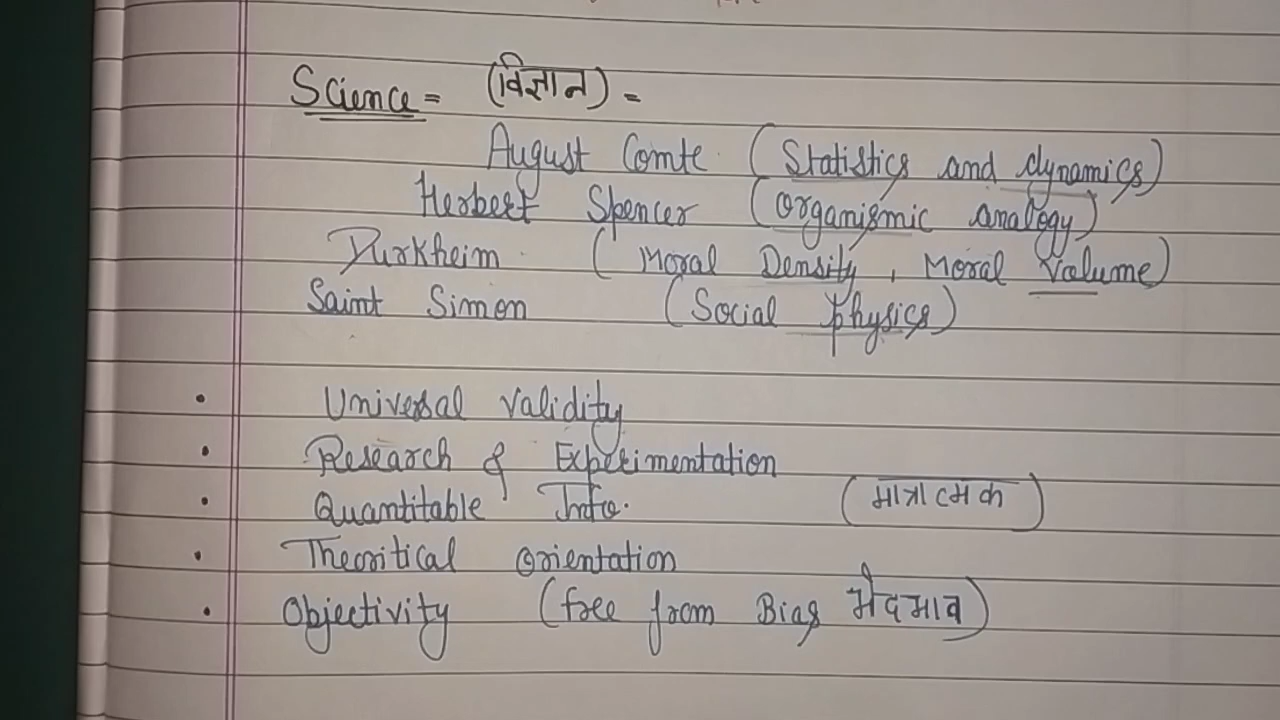 Science = (विज्ञान) =
August Comte (Statistics and dynamics)
Herbert Spencer (Organismic analogy)
Durkheim (Moral Density, Moral Volume)
Saint Simon (Social Physics)
• Universal Validity
• Research & Experimentation
• Quantitable Info. (मात्रात्मक)
• Theoritical orientation
• Objectivity (free from Bias भेदभाव)